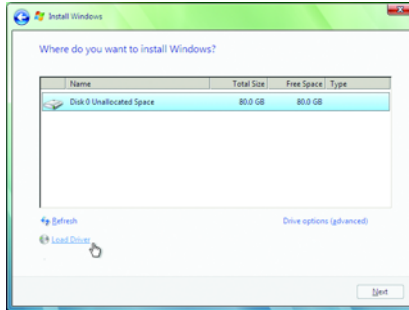 Install Windows
Where do you want to install Windows?
Name Total Size Free Space Type
Disk 0 Unallocated Space 80.0 GB 80.0 GB
Refresh Drive options (advanced)
Load Driver
Next